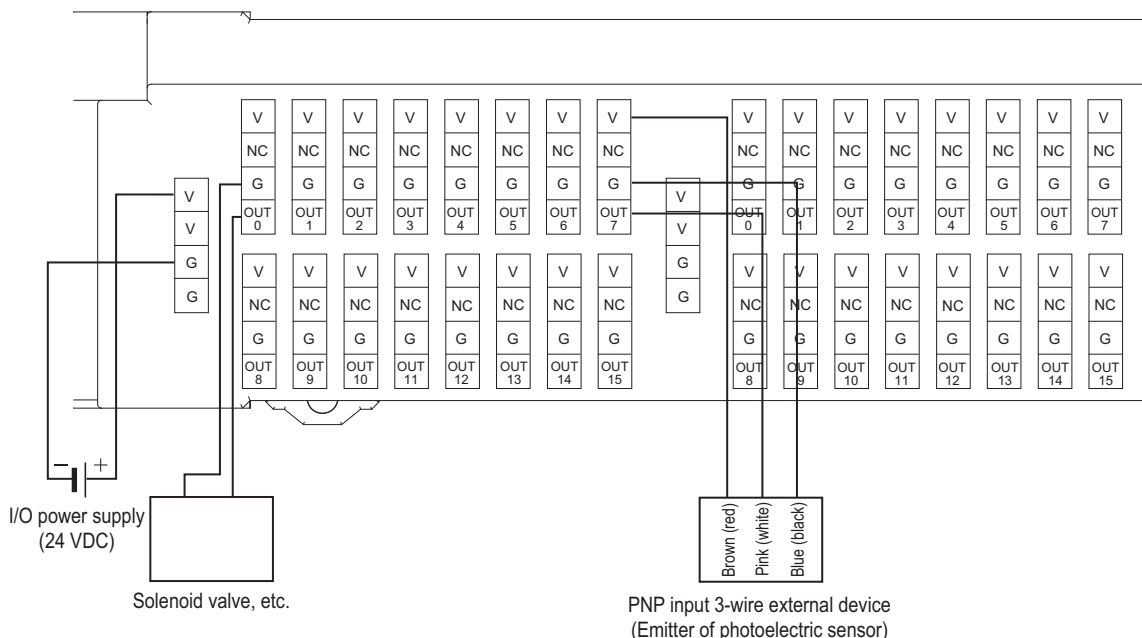 V V V V V V V V V V V V V V V V
NC NC NC NC NC NC NC NC NC NC NC NC NC NC NC NC
G G G G G G G G G G G G G G G G
OUT OUT OUT OUT OUT OUT OUT OUT OUT OUT OUT OUT OUT OUT OUT OUT
0 1 2 3 4 5 6 7 0 1 2 3 4 5 6 7
V V
V V
G G
G G
V V V V V V V V V V V V V V V V
NC NC NC NC NC NC NC NC NC NC NC NC NC NC NC NC
G G G G G G G G G G G G G G G G
OUT OUT OUT OUT OUT OUT OUT OUT OUT OUT OUT OUT OUT OUT OUT OUT
8 9 10 11 12 13 14 15 8 9 10 11 12 13 14 15
− +
I/O power supply
(24 VDC)
Solenoid valve, etc.
Brown (red)
Pink (white)
Blue (black)
PNP input 3-wire external device
(Emitter of photoelectric sensor)